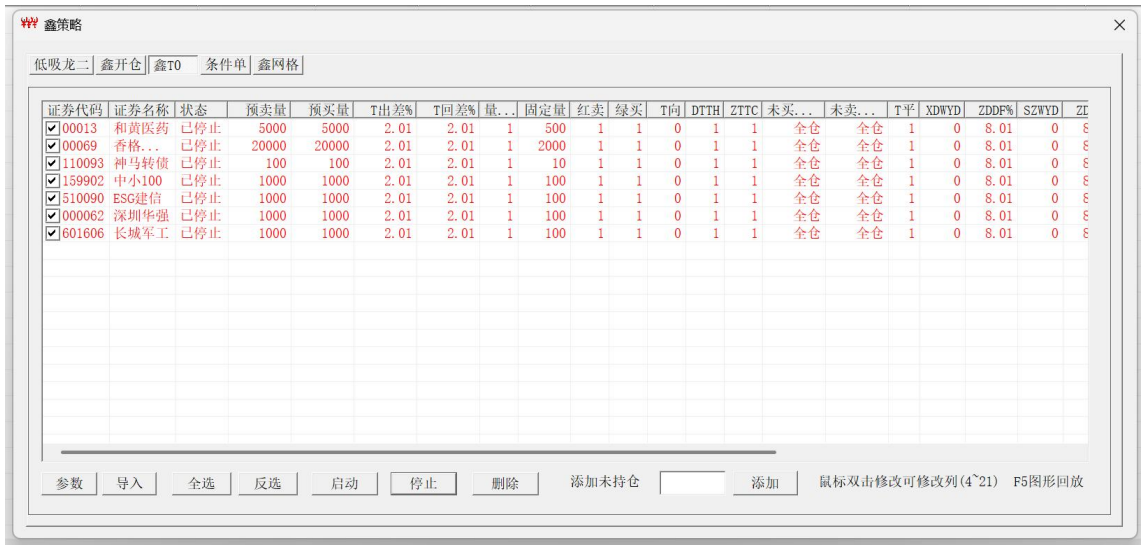 鑫策略
低吸龙二 鑫开仓 鑫T0 条件单 鑫网格
证券代码 证券名称 状态 预卖量 预买量 T出差% T回差% 量... 固定量 红卖 绿买 T向 DTTH ZTTC 未买... 未卖... T平 XDWYD ZDDF% SZWYD
00013 和黄医药 已停止 5000 5000 2.01 2.01 1 500 1 1 0 1 1 全仓 全仓 1 0 8.01 0
00069 香格... 已停止 20000 20000 2.01 2.01 1 2000 1 1 0 1 1 全仓 全仓 1 0 8.01 0
110093 神马转债 已停止 100 100 2.01 2.01 1 10 1 1 0 1 1 全仓 全仓 1 0 8.01 0
159902 中小100 已停止 1000 1000 2.01 2.01 1 100 1 1 0 1 1 全仓 全仓 1 0 8.01 0
510090 ESG建信 已停止 1000 1000 2.01 2.01 1 100 1 1 0 1 1 全仓 全仓 1 0 8.01 0
000062 深圳华强 已停止 1000 1000 2.01 2.01 1 100 1 1 0 1 1 全仓 全仓 1 0 8.01 0
601606 长城军工 已停止 1000 1000 2.01 2.01 1 100 1 1 0 1 1 全仓 全仓 1 0 8.01 0
参数 导入 全选 反选 启动 停止 删除 添加未持仓 添加 鼠标双击修改可修改列(4~21) F5图形回放